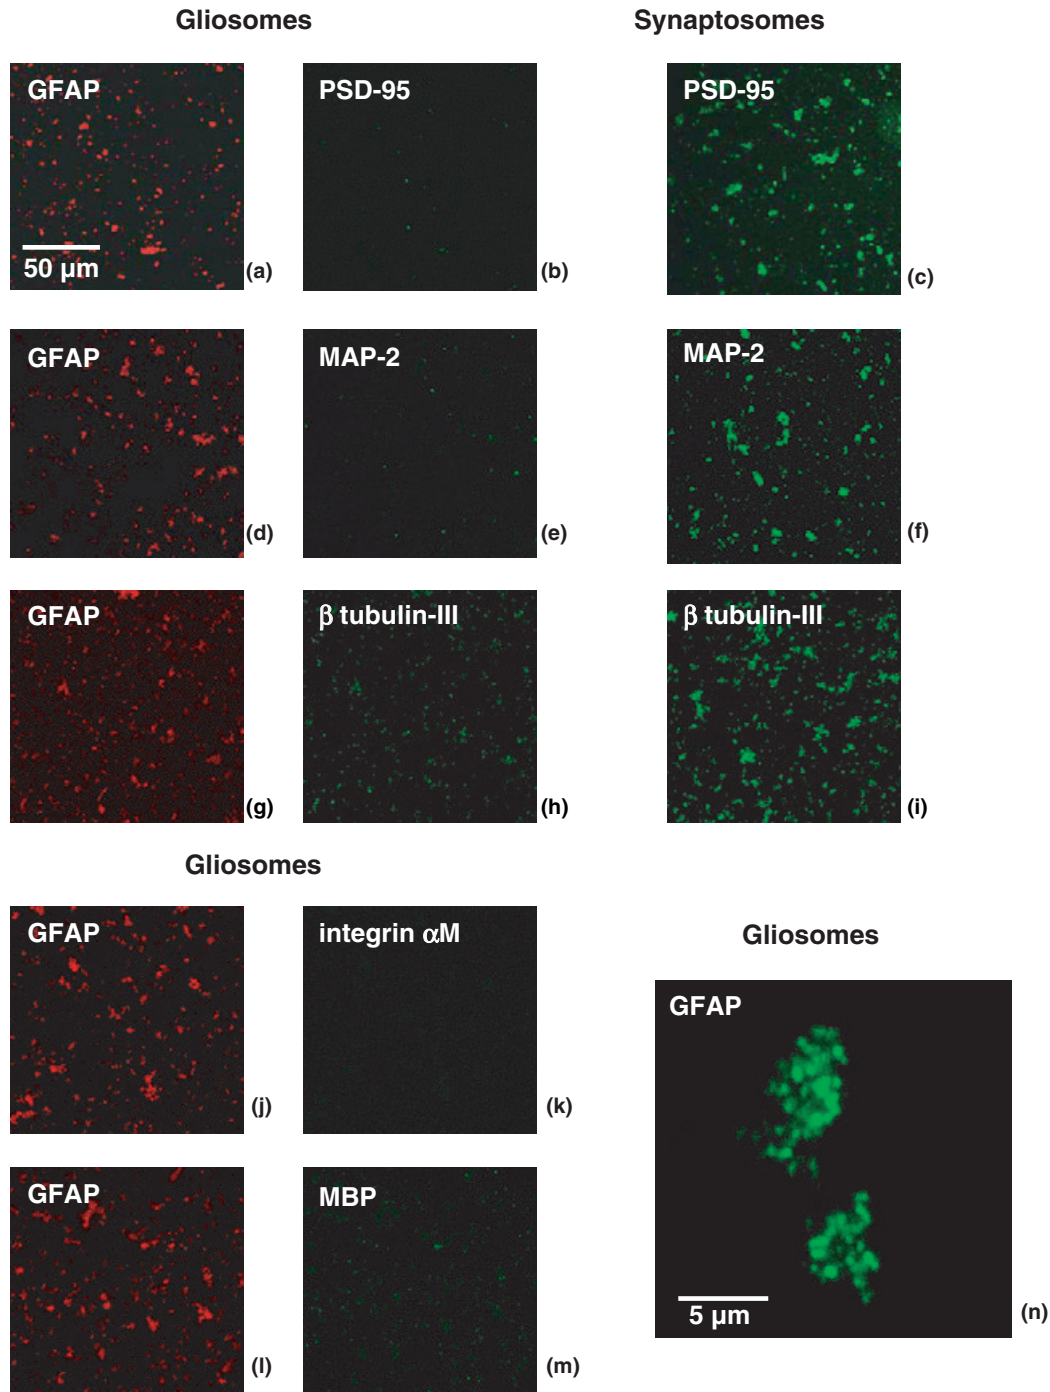 Gliosomes
Synaptosomes
GFAP
PSD-95
PSD-95
50 μm
(a)
(b)
(c)
GFAP
MAP-2
MAP-2
(d)
(e)
(f)
GFAP
β tubulin-III
β tubulin-III
(g)
(h)
(i)
Gliosomes
GFAP
integrin αM
Gliosomes
GFAP
(j)
(k)
GFAP
MBP
5 μm
(n)
(l)
(m)